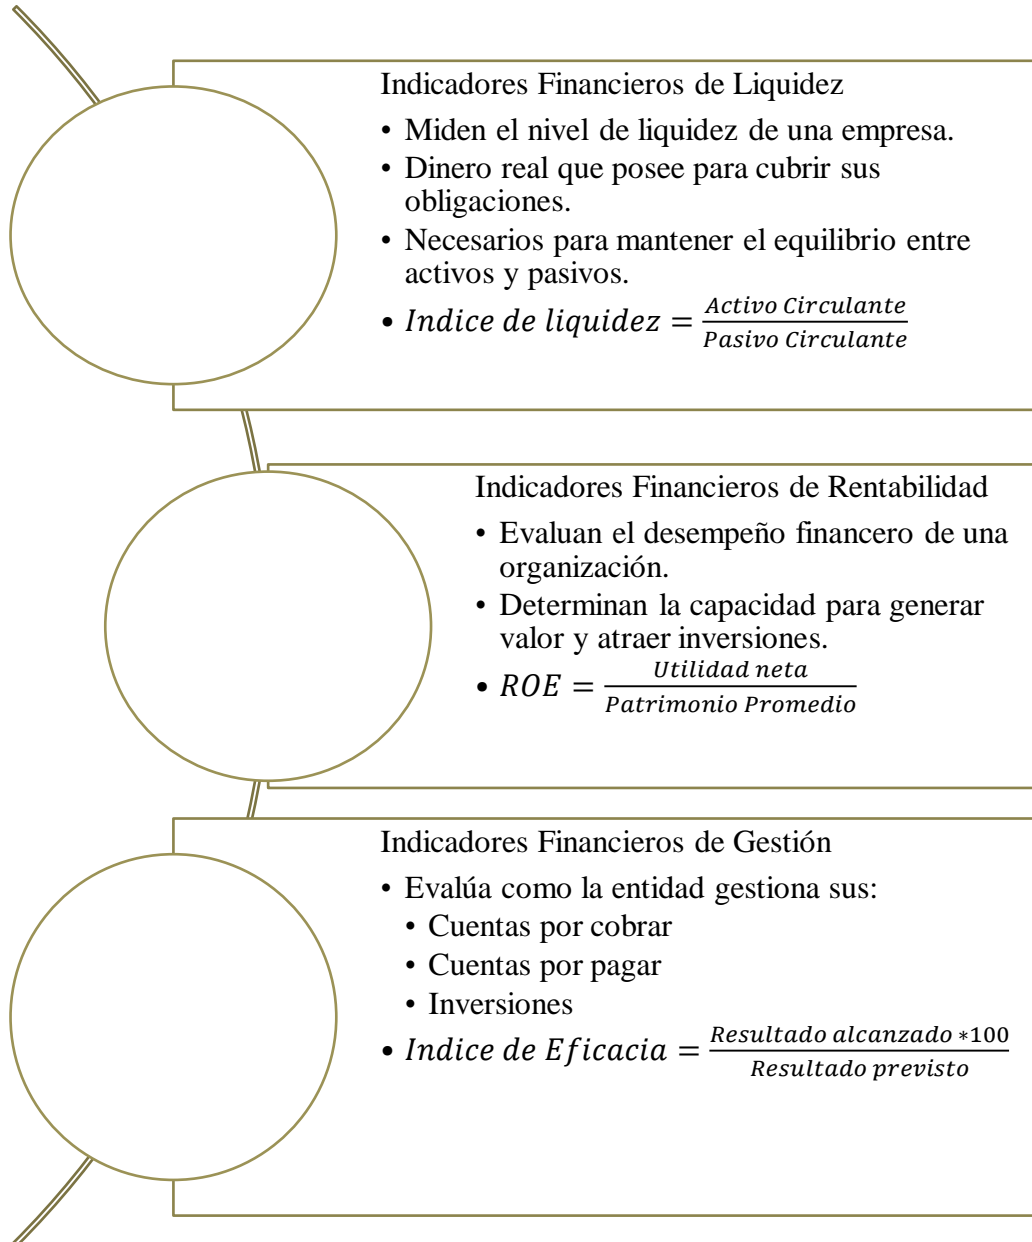 Indicadores Financieros de Liquidez
• Miden el nivel de liquidez de una empresa.
• Dinero real que posee para cubrir sus
obligaciones.
• Necesarios para mantener el equilibrio entre
activos y pasivos.
• Indice de liquidez = Activo Circulante / Pasivo Circulante
Indicadores Financieros de Rentabilidad
• Evaluan el desempeño financero de una
organización.
• Determinan la capacidad para generar
valor y atraer inversiones.
• ROE = Utilidad neta / Patrimonio Promedio
Indicadores Financieros de Gestión
• Evalúa como la entidad gestiona sus:
• Cuentas por cobrar
• Cuentas por pagar
• Inversiones
• Indice de Eficacia = Resultado alcanzado *100 / Resultado previsto